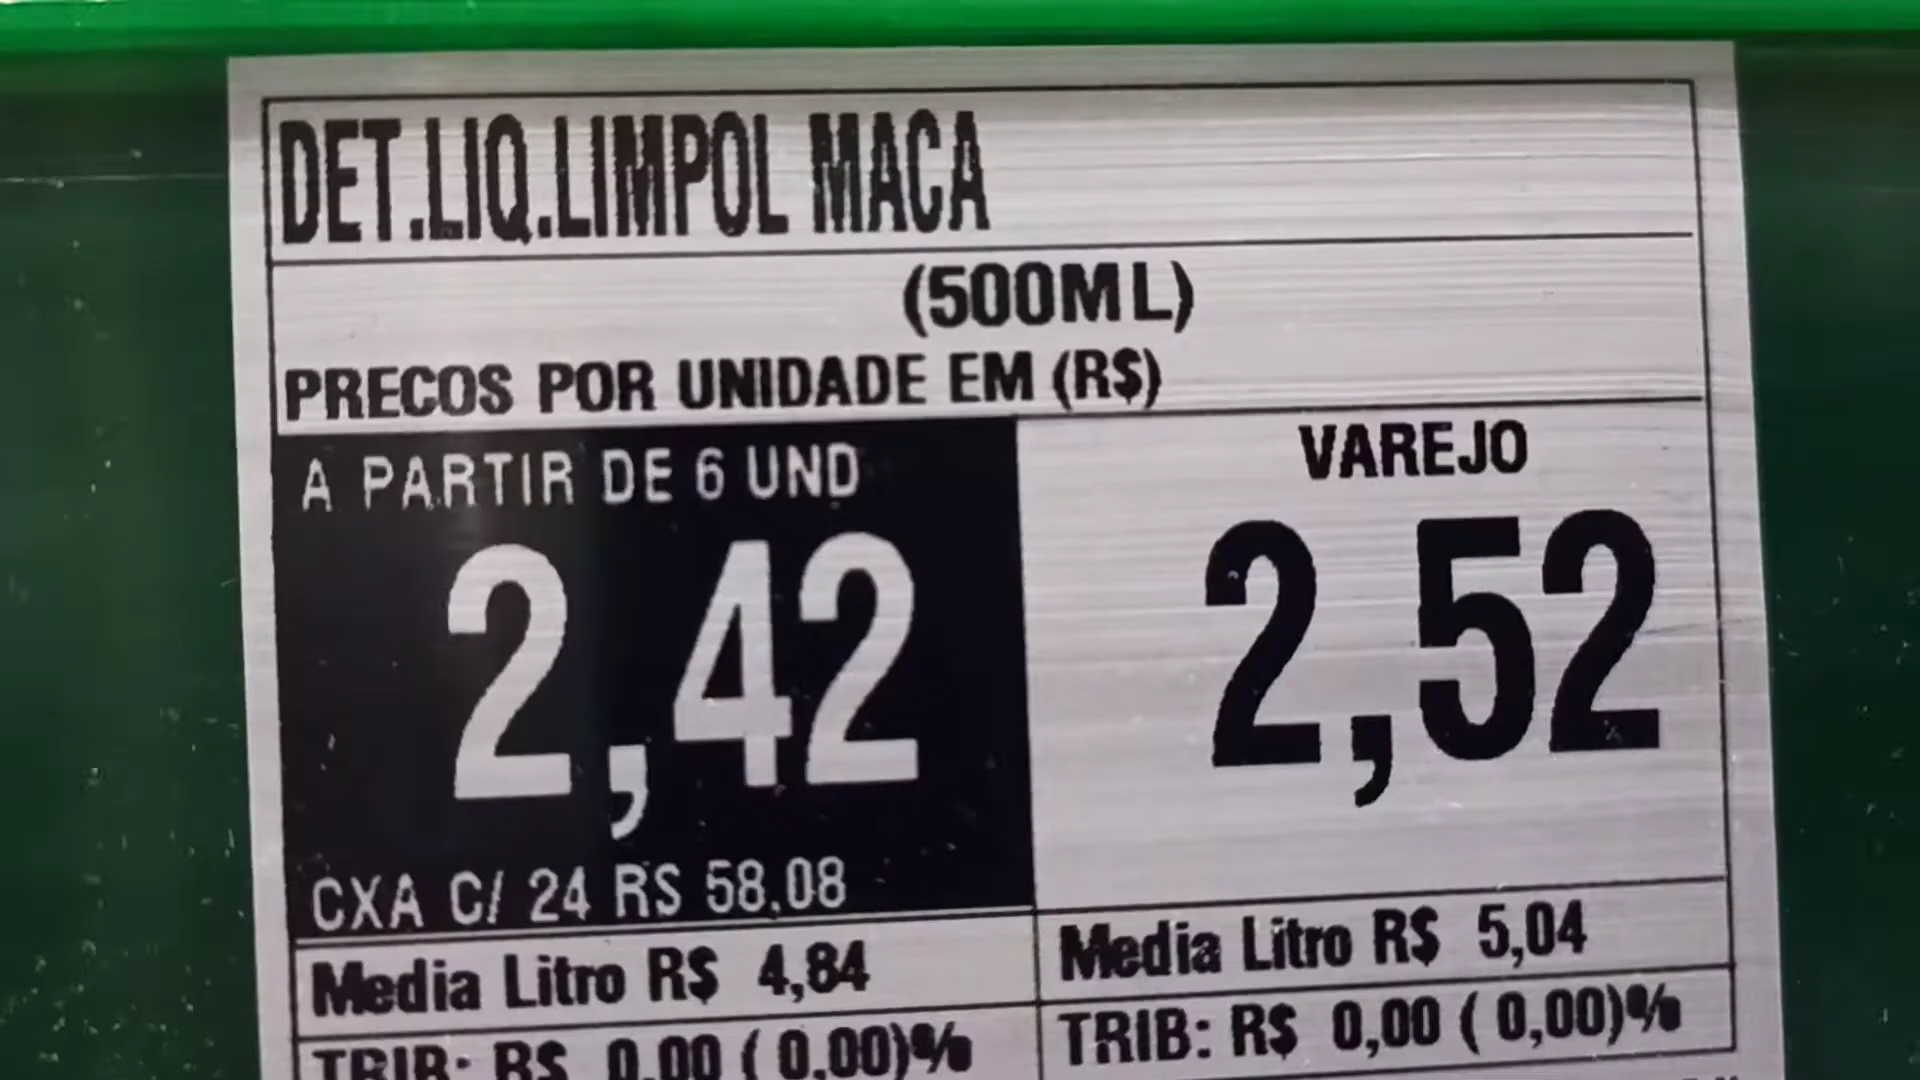 DET.LIQ.LIMPOL MACA
(500ML)
PRECOS POR UNIDADE EM (R$)
A PARTIR DE 6 UND
2,42
CXA C/ 24 RS 58.08
Media Litro R$ 4,84
TRIB: R$ 0,00 ( 0,00)%
VAREJO
2,52
Media Litro R$ 5,04
TRIB: R$ 0,00 ( 0,00)%